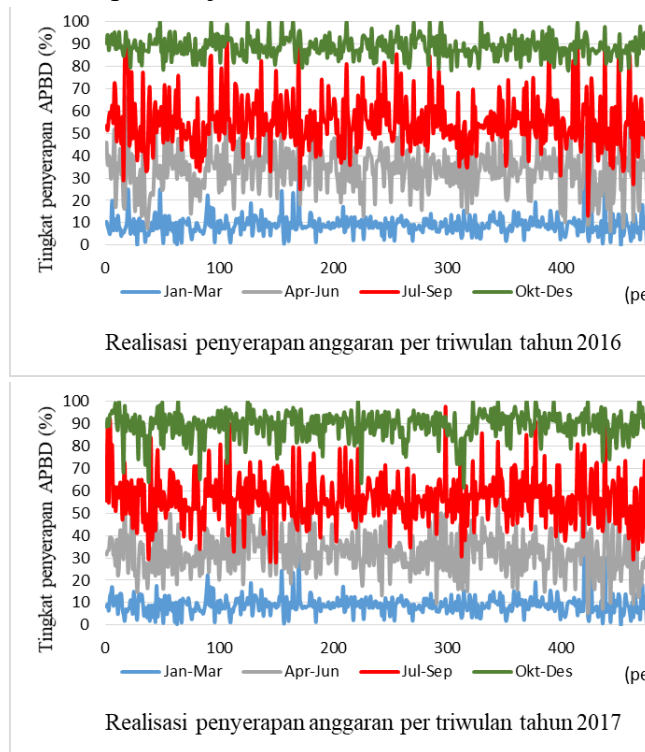 Tingkat penyerapan APBD (%)
100
90
80
70
60
50
40
30
20
10
0
0 100 200 300 400
Jan-Mar Apr-Jun Jul-Sep Okt-Des (pe
Realisasi penyerapan anggaran per triwulan tahun 2016
Tingkat penyerapan APBD (%)
100
90
80
70
60
50
40
30
20
10
0
0 100 200 300 400
Jan-Mar Apr-Jun Jul-Sep Okt-Des (pe
Realisasi penyerapan anggaran per triwulan tahun 2017